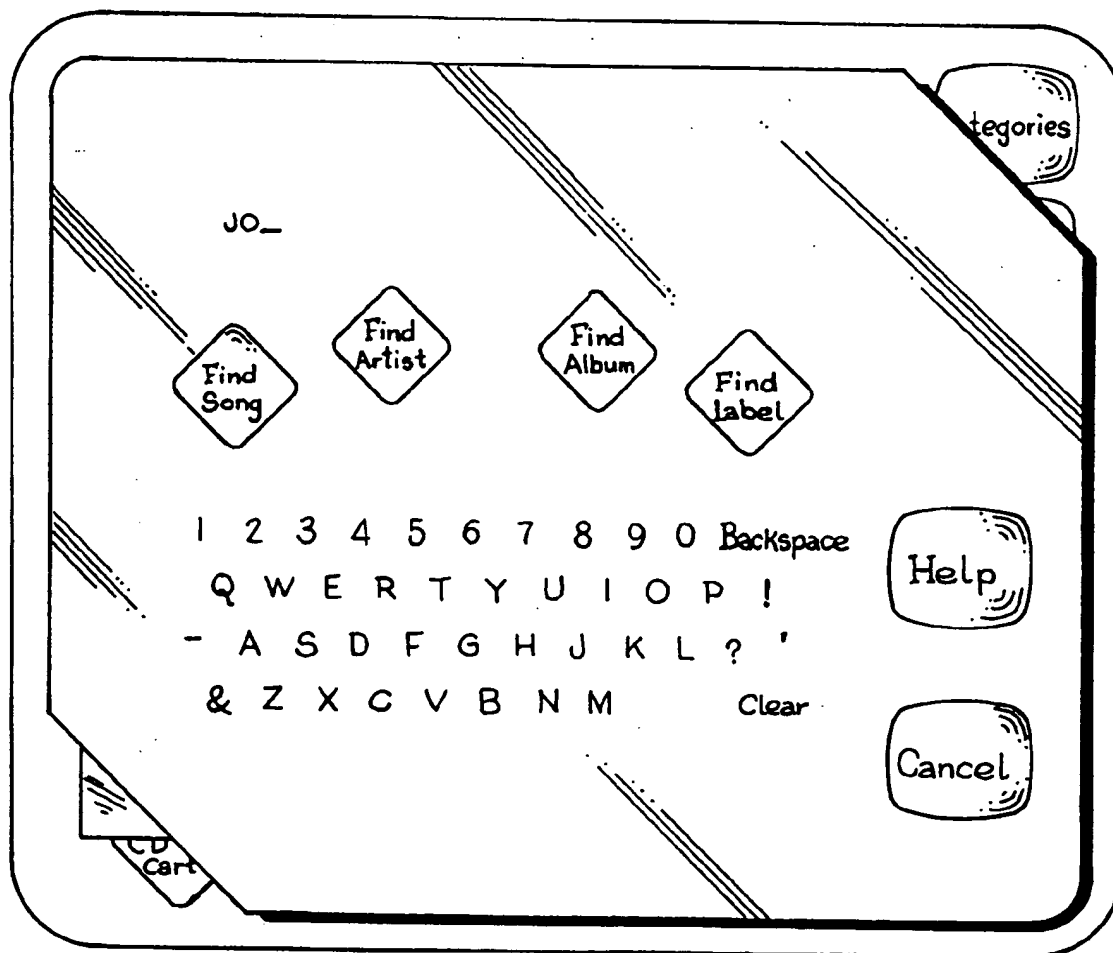 tegories
JO_
Find Song
Find Artist
Find Album
Find Label
1 2 3 4 5 6 7 8 9 0 Backspace
Q W E R T Y U I O P !
- A S D F G H J K L ? '
& Z X C V B N M Clear
Help
Cancel
CD
Cart